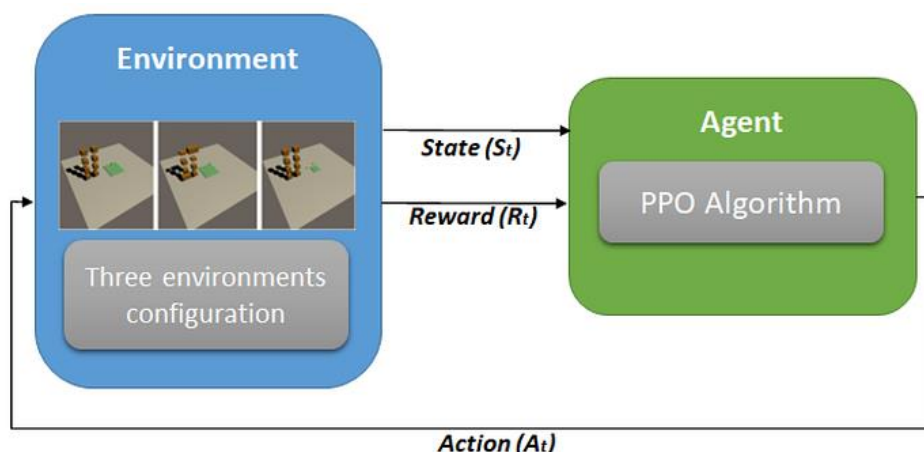 Environment
Three environments
configuration
State (St)
Reward (Rt)
Agent
PPO Algorithm
Action (At)